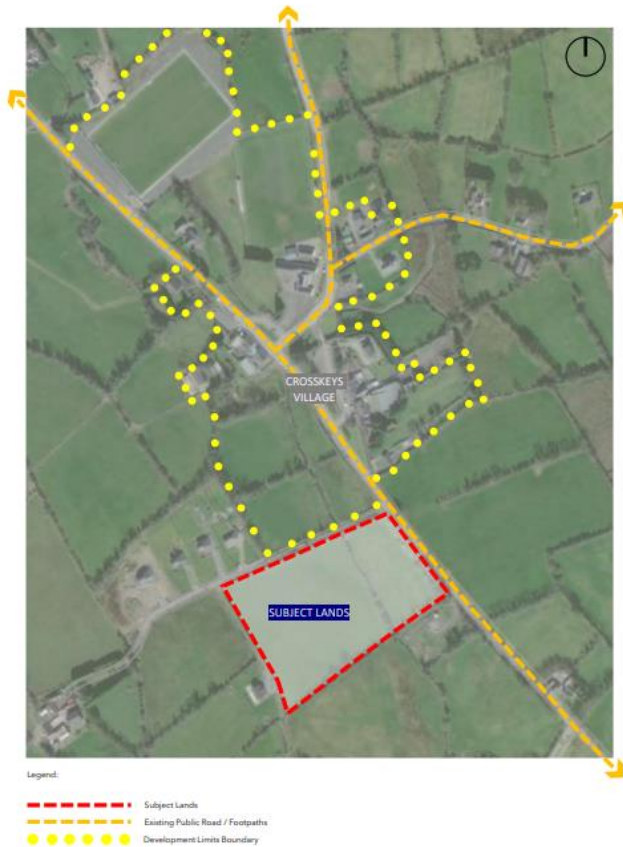 CROSSKEYS
VILLAGE
SUBJECT LANDS
Legend:
Subject Lands
Existing Public Road / Footpaths
Development Limits Boundary